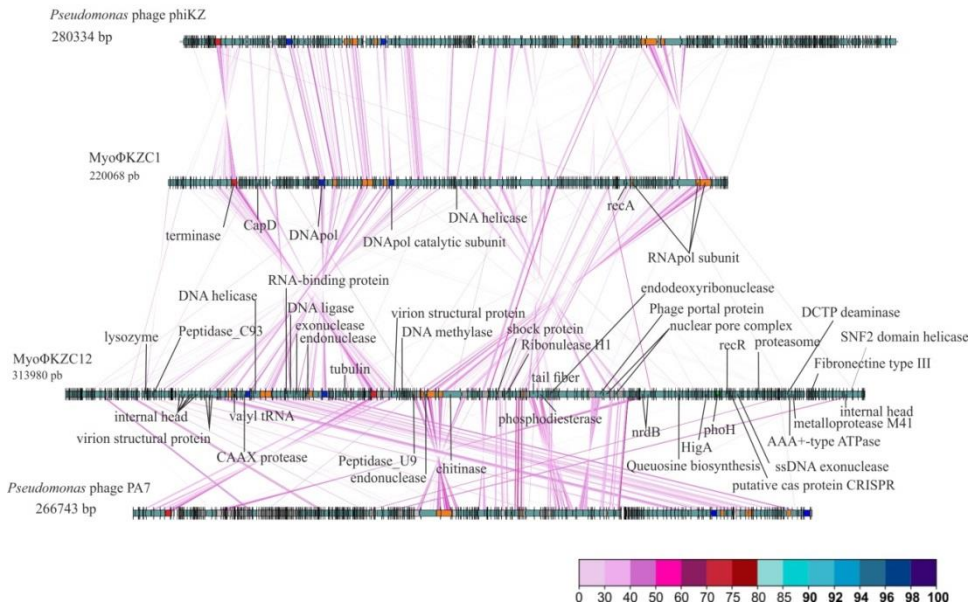 Pseudomonas phage phiKZ
280334 bp
MyoΦKZC1
220068 pb
terminase
CapD
DNApol
DNApol catalytic subunit
DNA helicase
recA
RNApol subunit
endodeoxyribonuclease
RNA-binding protein
Phage portal protein
DNA helicase
DNA ligase
virion structural protein
nuclear pore complexes
DCTP deaminase
exonuclease
DNA methylase
shock protein
recR
proteasome
SNF2 domain helicase
lysozyme
Peptidase_C93
endonuclease
Ribonulease H1
Fibronectine type III
MyoΦKZC12
313980 pb
tubulin
tail fiber
internal head
valyl tRNA
phosphodiesterase
nrdB
phoH
internal head
virion structural protein
HigA
metalloprotease M41
CAAX protease
Peptidase_U9
chitinase
AAA+-type ATPase
endonuclease
Queuosine biosynthesis
ssDNA exonuclease
putative cas protein CRISPR
Pseudomonas phage PA7
266743 bp
0 30 40 50 60 70 75 80 85 90 92 94 96 98 100